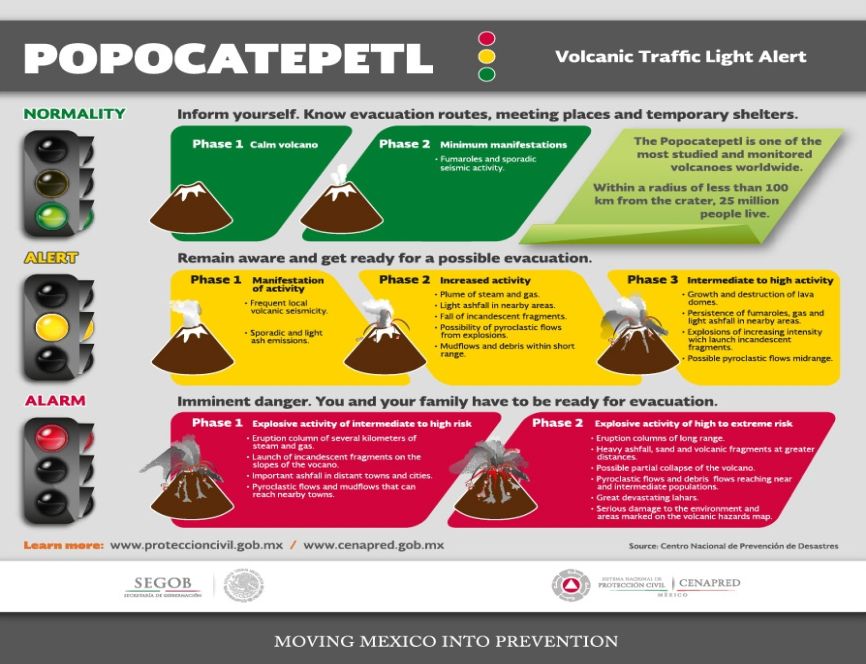 POPOCATEPETL
Volcanic Traffic Light Alert
NORMALITY
Inform yourself. Know evacuation routes, meeting places and temporary shelters.
Phase 1 Calm volcano
Phase 2 Minimum manifestations
· Fumaroles and sporadic
seismic activity.
The Popocatepetl is one of the
most studied and monitored
volcanoes worldwide.
Within a radius of less than 100
km from the crater, 25 million
people live.
ALERT
Remain aware and get ready for a possible evacuation.
Phase 1 Manifestation
of activity
· Frequent local
volcanic seismicity.
· Sporadic and light
ash emissions.
Phase 2 Increased activity
· Plume of steam and gas.
· Light ashfall in nearby areas.
· Fall of incandescent fragments.
· Possibility of pyroclastic flows
from explosions.
· Mudflows and debris within short
range.
Phase 3 Intermediate to high activity
· Growth and destruction of lava
domes.
· Persistence of fumaroles, gas and
light ashfall in nearby areas.
· Explosions of increasing intensity
wich launch incandescent
fragments.
· Possible pyroclastic flows midrange.
ALARM
Imminent danger. You and your family have to be ready for evacuation.
Phase 1 Explosive activity of intermediate to high risk
· Eruption column of several kilometers of
steam and gas.
· Launch of incandescent fragments on the
slopes of the vocano.
· Important ashfall in distant towns and cities.
· Pyroclastic flows and mudflows that can
reach nearby towns.
Phase 2 Explosive activity of high to extreme risk
· Eruption columns of long range.
· Heavy ashfall, sand and volcanic fragments at greater
distances.
· Possible partial collapse of the volcano.
· Pyroclastic flows and debris flows reaching near
and intermediate populations.
· Great devastating lahars.
· Serious damage to the environment and
areas marked on the volcanic hazards map.
Learn more: www.proteccioncivil.gob.mx / www.cenapred.gob.mx
Source: Centro Nacional de Prevención de Desastres
SEGOB
SECRETARÍA DE GOBERNACIÓN
SISTEMA NACIONAL DE
PROTECCIÓN CIVIL
MÉXICO
CENAPRED
MOVING MEXICO INTO PREVENTION